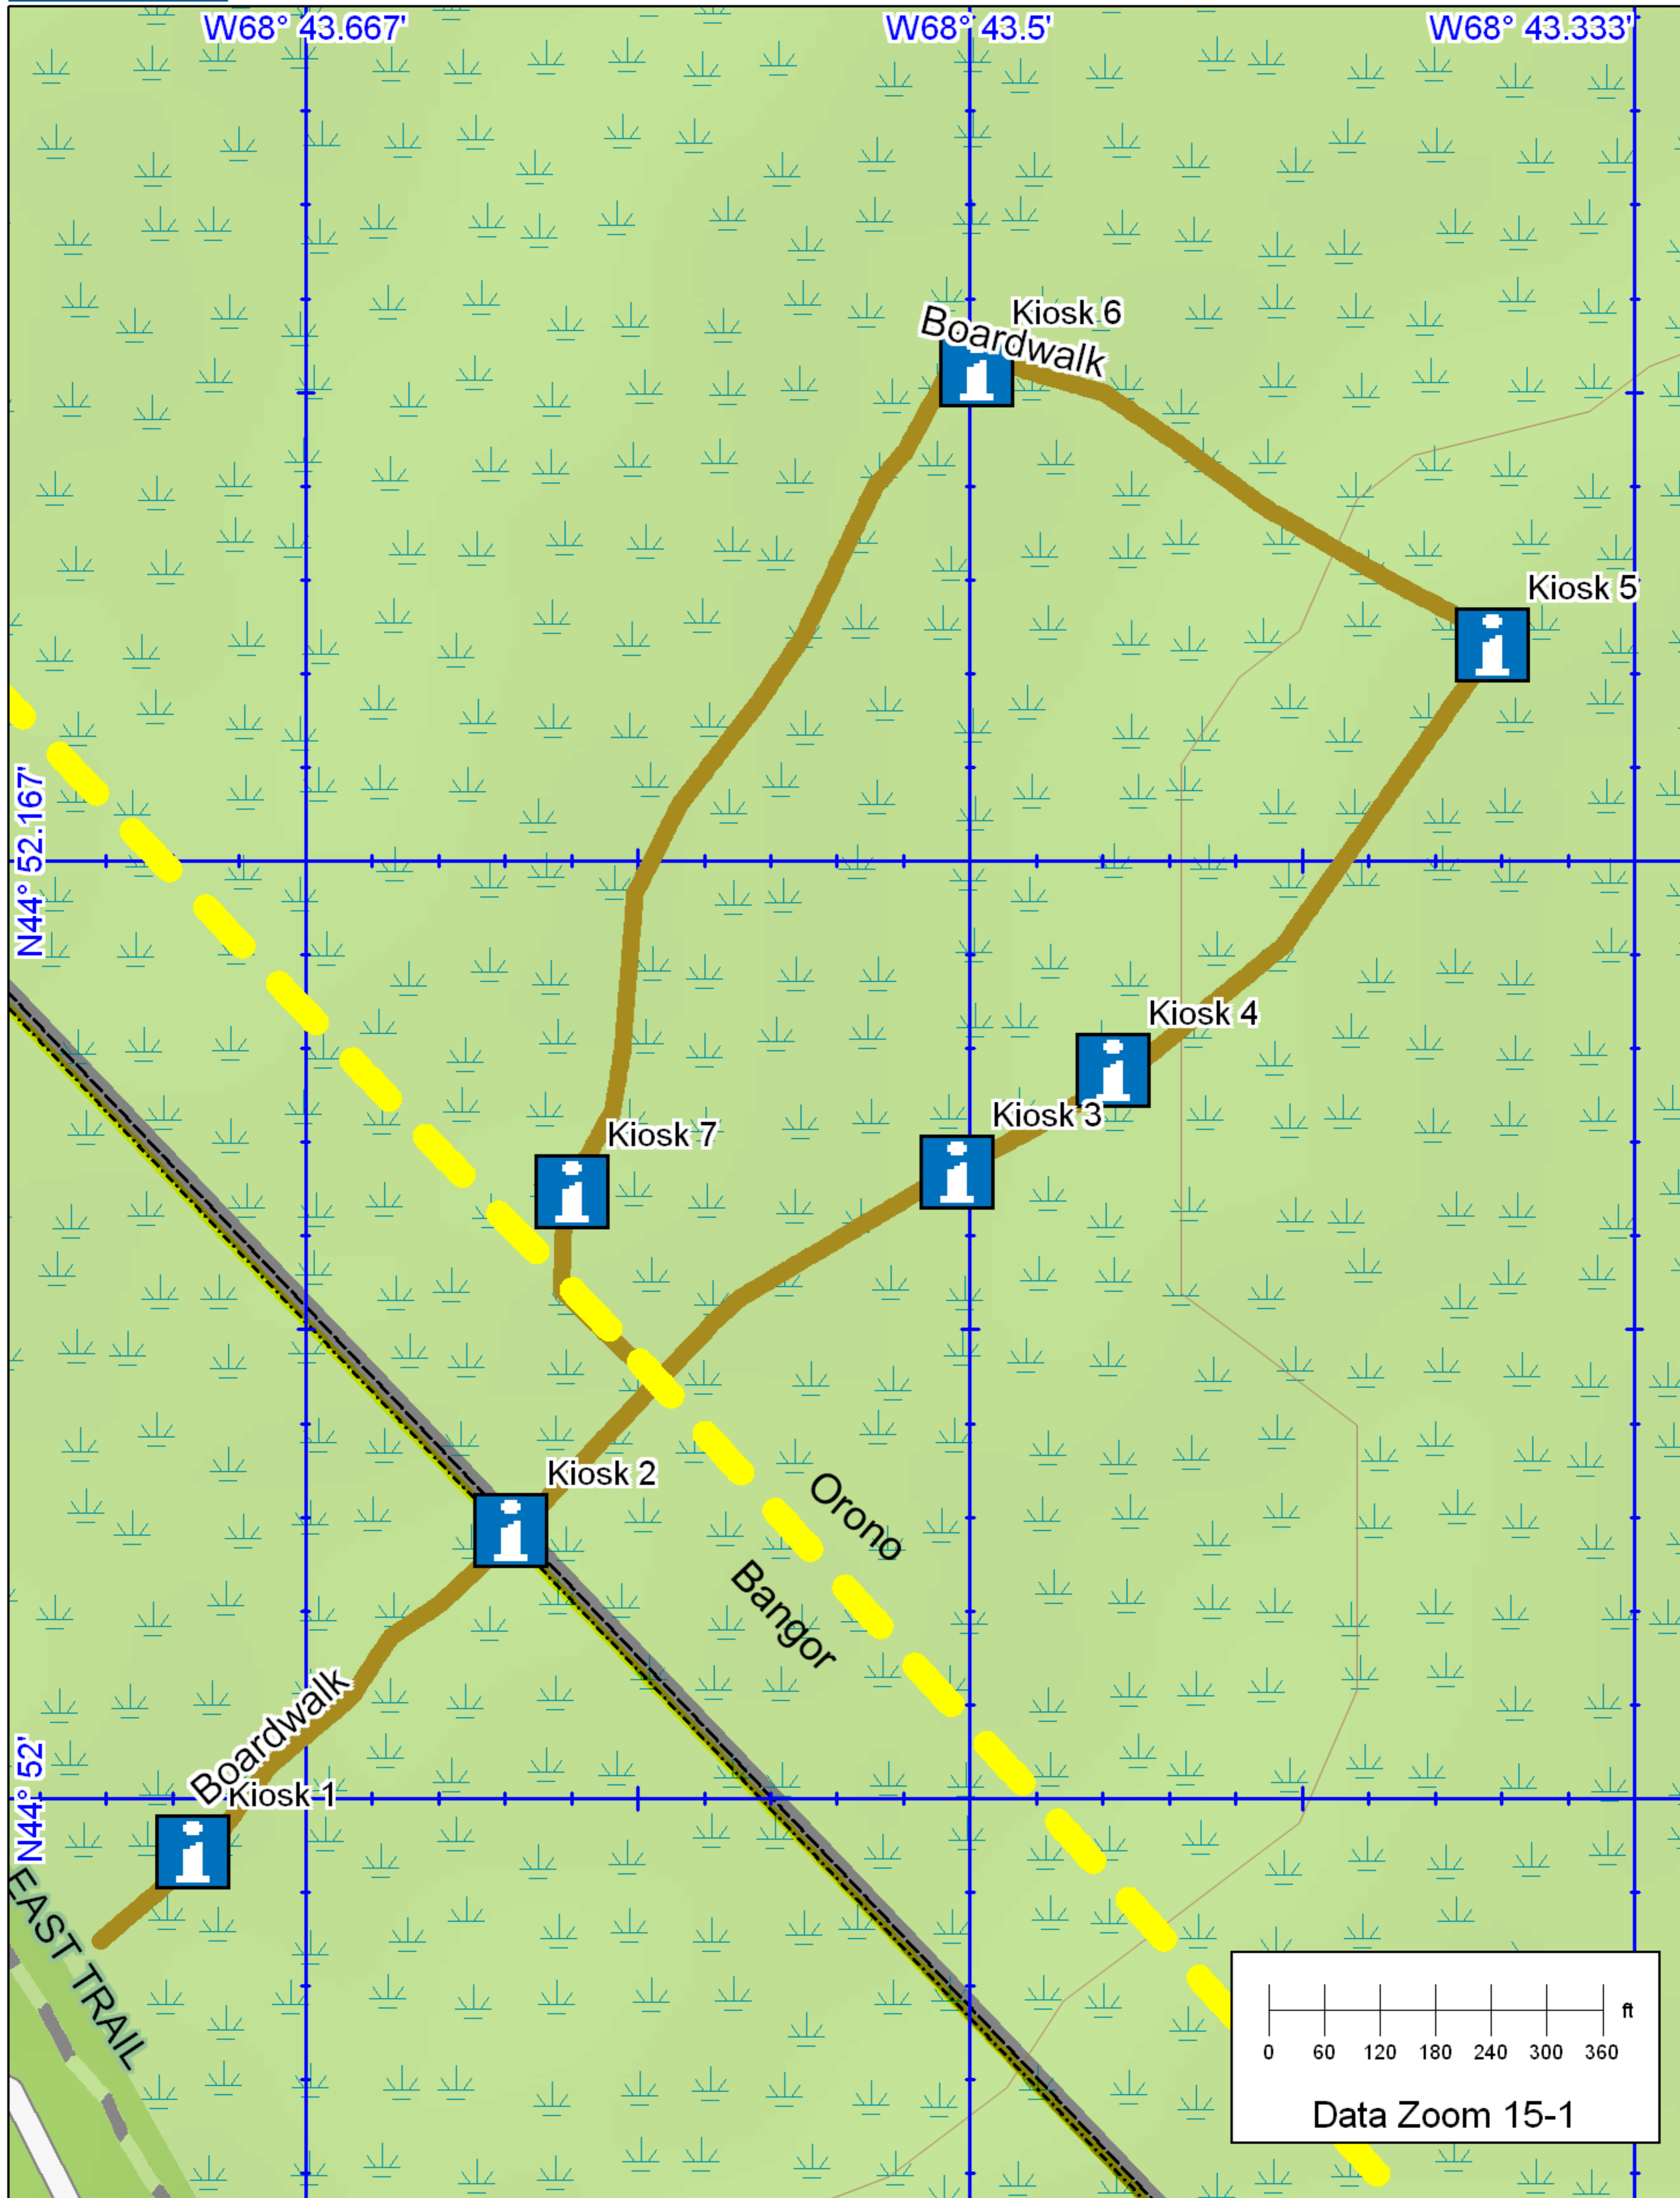 W68° 43.667'
W68° 43.5'
W68° 43.333'
Kiosk 6
Boardwalk
Kiosk 5
N44° 52.167'
Kiosk 4
Kiosk 3
Kiosk 7
Kiosk 2
Orono
Bangor
Boardwalk
Kiosk 1
N44° 52'
EAST TRAIL
ft
0 60 120 180 240 300 360
Data Zoom 15-1